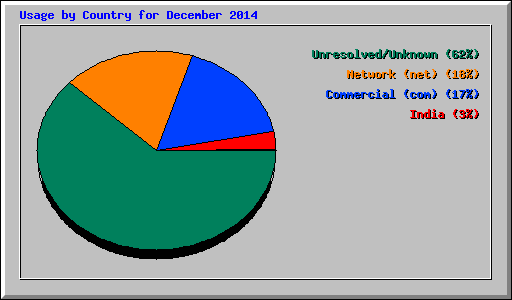 Usage by Country for December 2014
Unresolved/Unknown (62%)
Network (net) (18%)
Commercial (com) (17%)
India (3%)